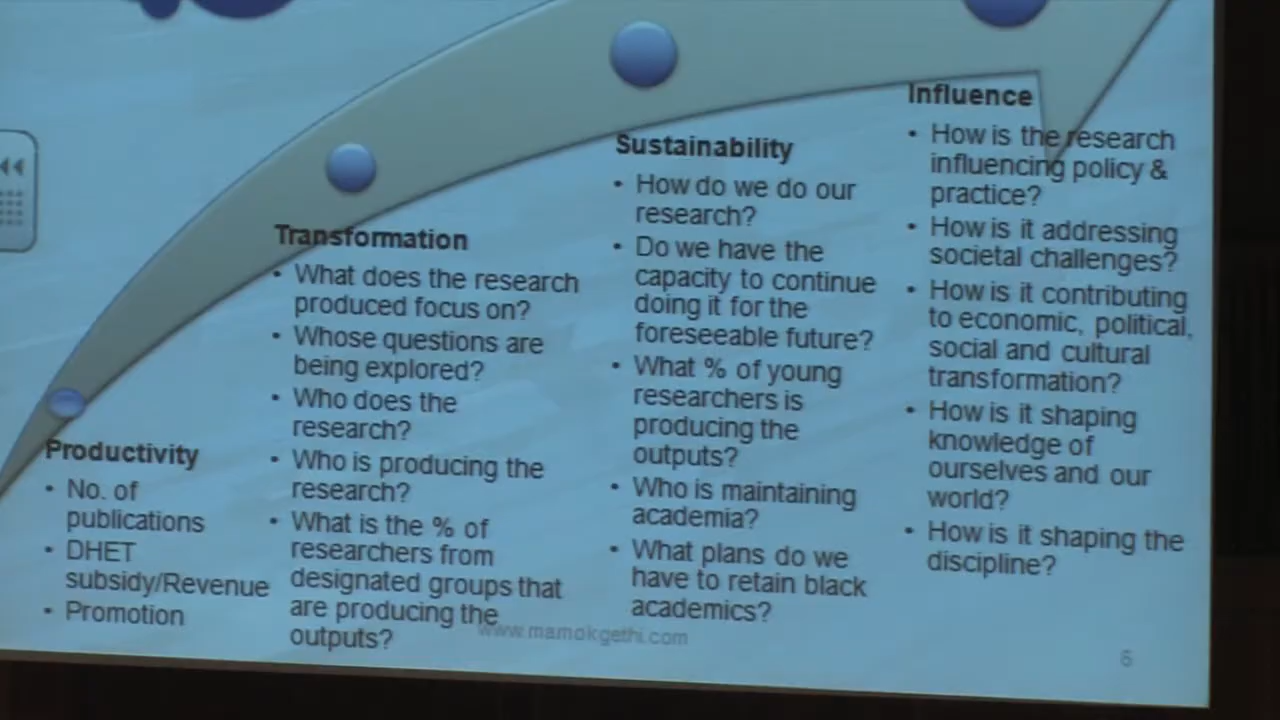 Productivity
• No. of
publications
• DHET
subsidy/Revenue
• Promotion
Transformation
• What does the research
produced focus on?
• Whose questions are
being explored?
• Who does the
research?
• Who is producing the
research?
• What is the % of
researchers from
designated groups that
are producing the
outputs?
Sustainability
• How do we do our
research?
• Do we have the
capacity to continue
doing it for the
foreseeable future?
• What % of young
researchers is
producing the
outputs?
• Who is maintaining
academia?
• What plans do we
have to retain black
academics?
Influence
• How is the research
influencing policy &
practice?
• How is it addressing
societal challenges?
• How is it contributing
to economic, political,
social and cultural
transformation?
• How is it shaping
knowledge of
ourselves and our
world?
• How is it shaping the
discipline?
www.mamokgethi.com
6